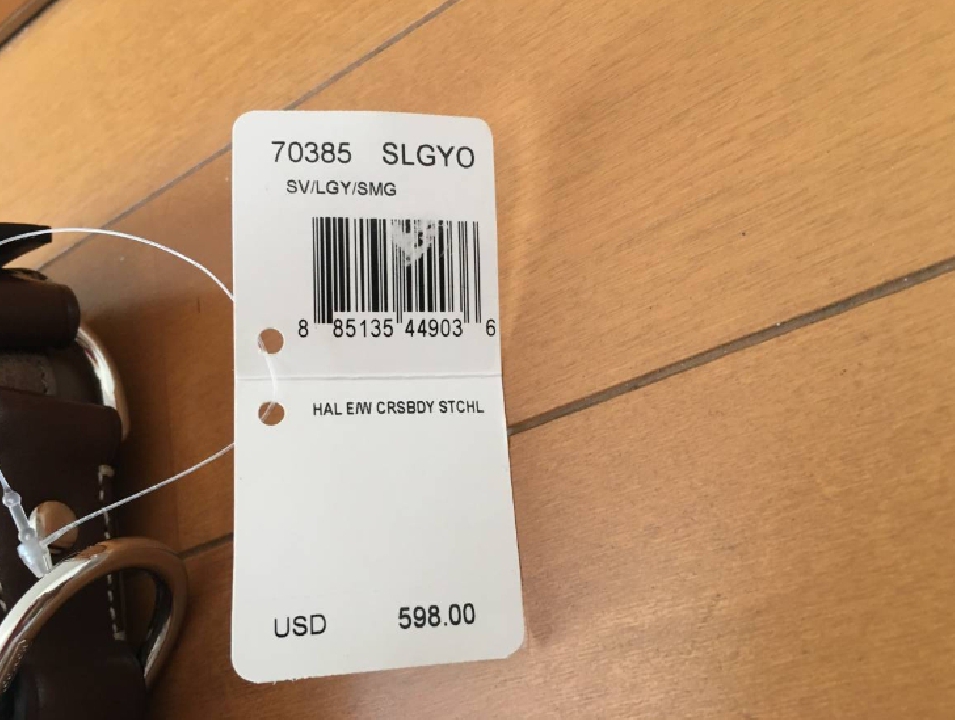 70385 SLGYO
SV/LGY/SMG
8 85135 44903 6
HAL E/W CRSBDY STCHL
USD 598.00